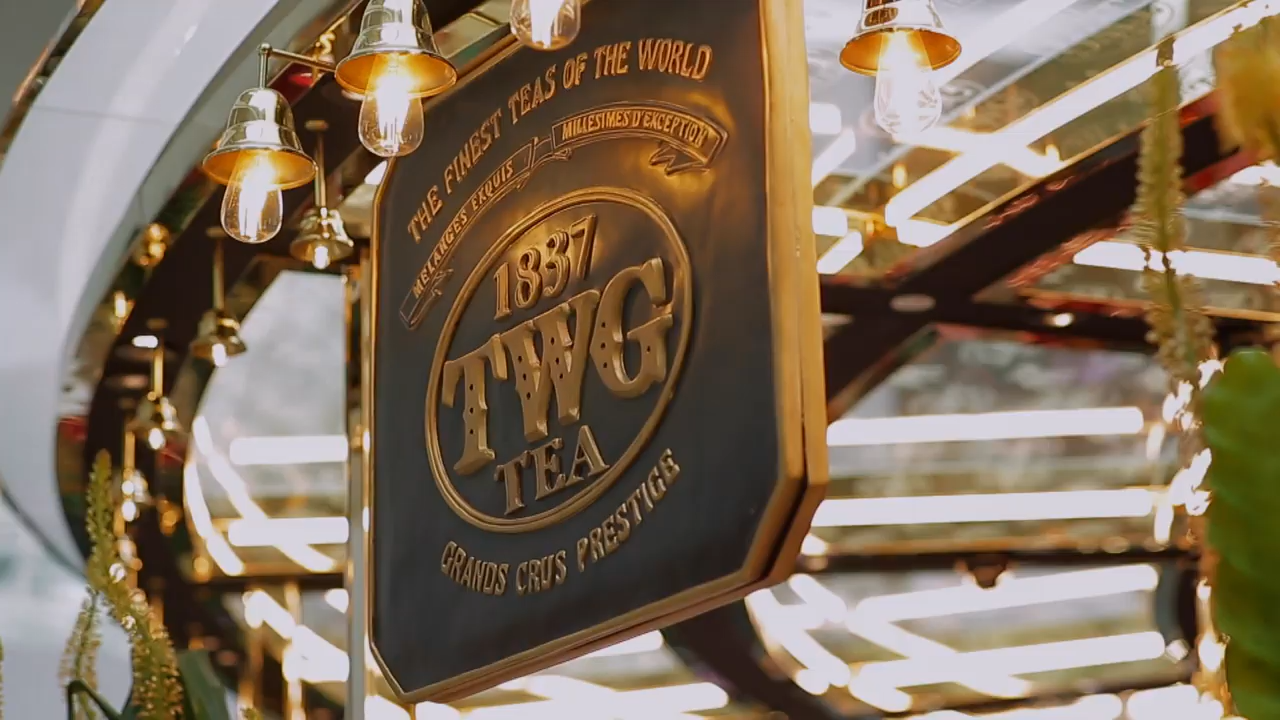 THE FINEST TEAS OF THE WORLD
MELANGES EXQUIS
MILLESIMES D'EXCEPTION
1837
TWG
TEA
GRANDS CRUS PRESTIGE